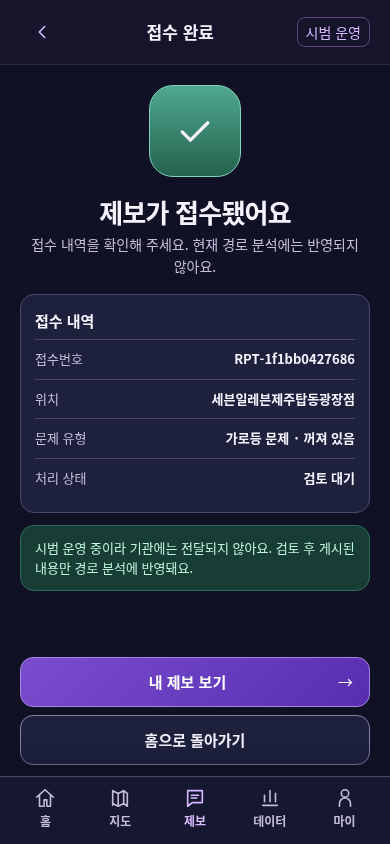 접수 완료
시범 운영
제보가 접수됐어요
접수 내역을 확인해 주세요. 현재 경로 분석에는 반영되지
않아요.
접수 내역
접수번호 RPT-1f1bb0427686
위치 세븐일레븐제주탑동광장점
문제 유형 가로등 문제 · 꺼져 있음
처리 상태 검토 대기
시범 운영 중이라 기관에는 전달되지 않아요. 검토 후 게시된
내용만 경로 분석에 반영돼요.
내 제보 보기 →
홈으로 돌아가기
홈 지도 제보 데이터 마이